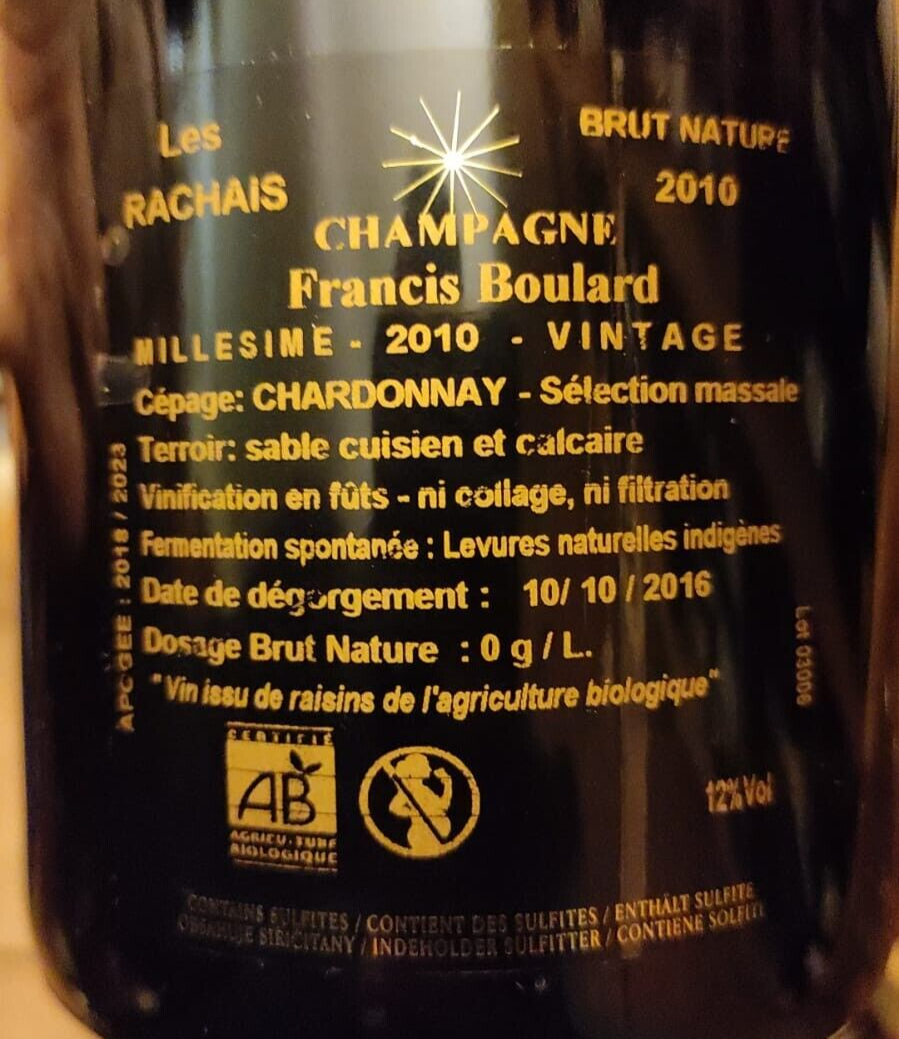 Les
RACHAiS
BRUT NATURE
2010
CHAMPAGNE
Francis Boulard
MILLESIME - 2010 - VINTAGE
Cépage: CHARDONNAY - Sélection massale
Terroir: sable cuisien et calcaire
Vinification en fûts - ni collage, ni filtration
Fermentation spontanée : Levures naturelles indigènes
Date de dégorgement : 10/ 10 / 2016
Dosage Brut Nature : 0 g / L.
"Vin issu de raisins de l'agriculture biologique"
APOGEE : 2018 / 2023
Lot 03006
CERTIFIÉ
AB
AGRICULTURE
BIOLOGIQUE
12% Vol
CONTAINS SULFITES / CONTIENT DES SULFITES / ENTHÄLT SULFITE
OBSAHUJE SIRICITANY / INDEHOLDER SULFITTER / CONTIENE SOLFITI